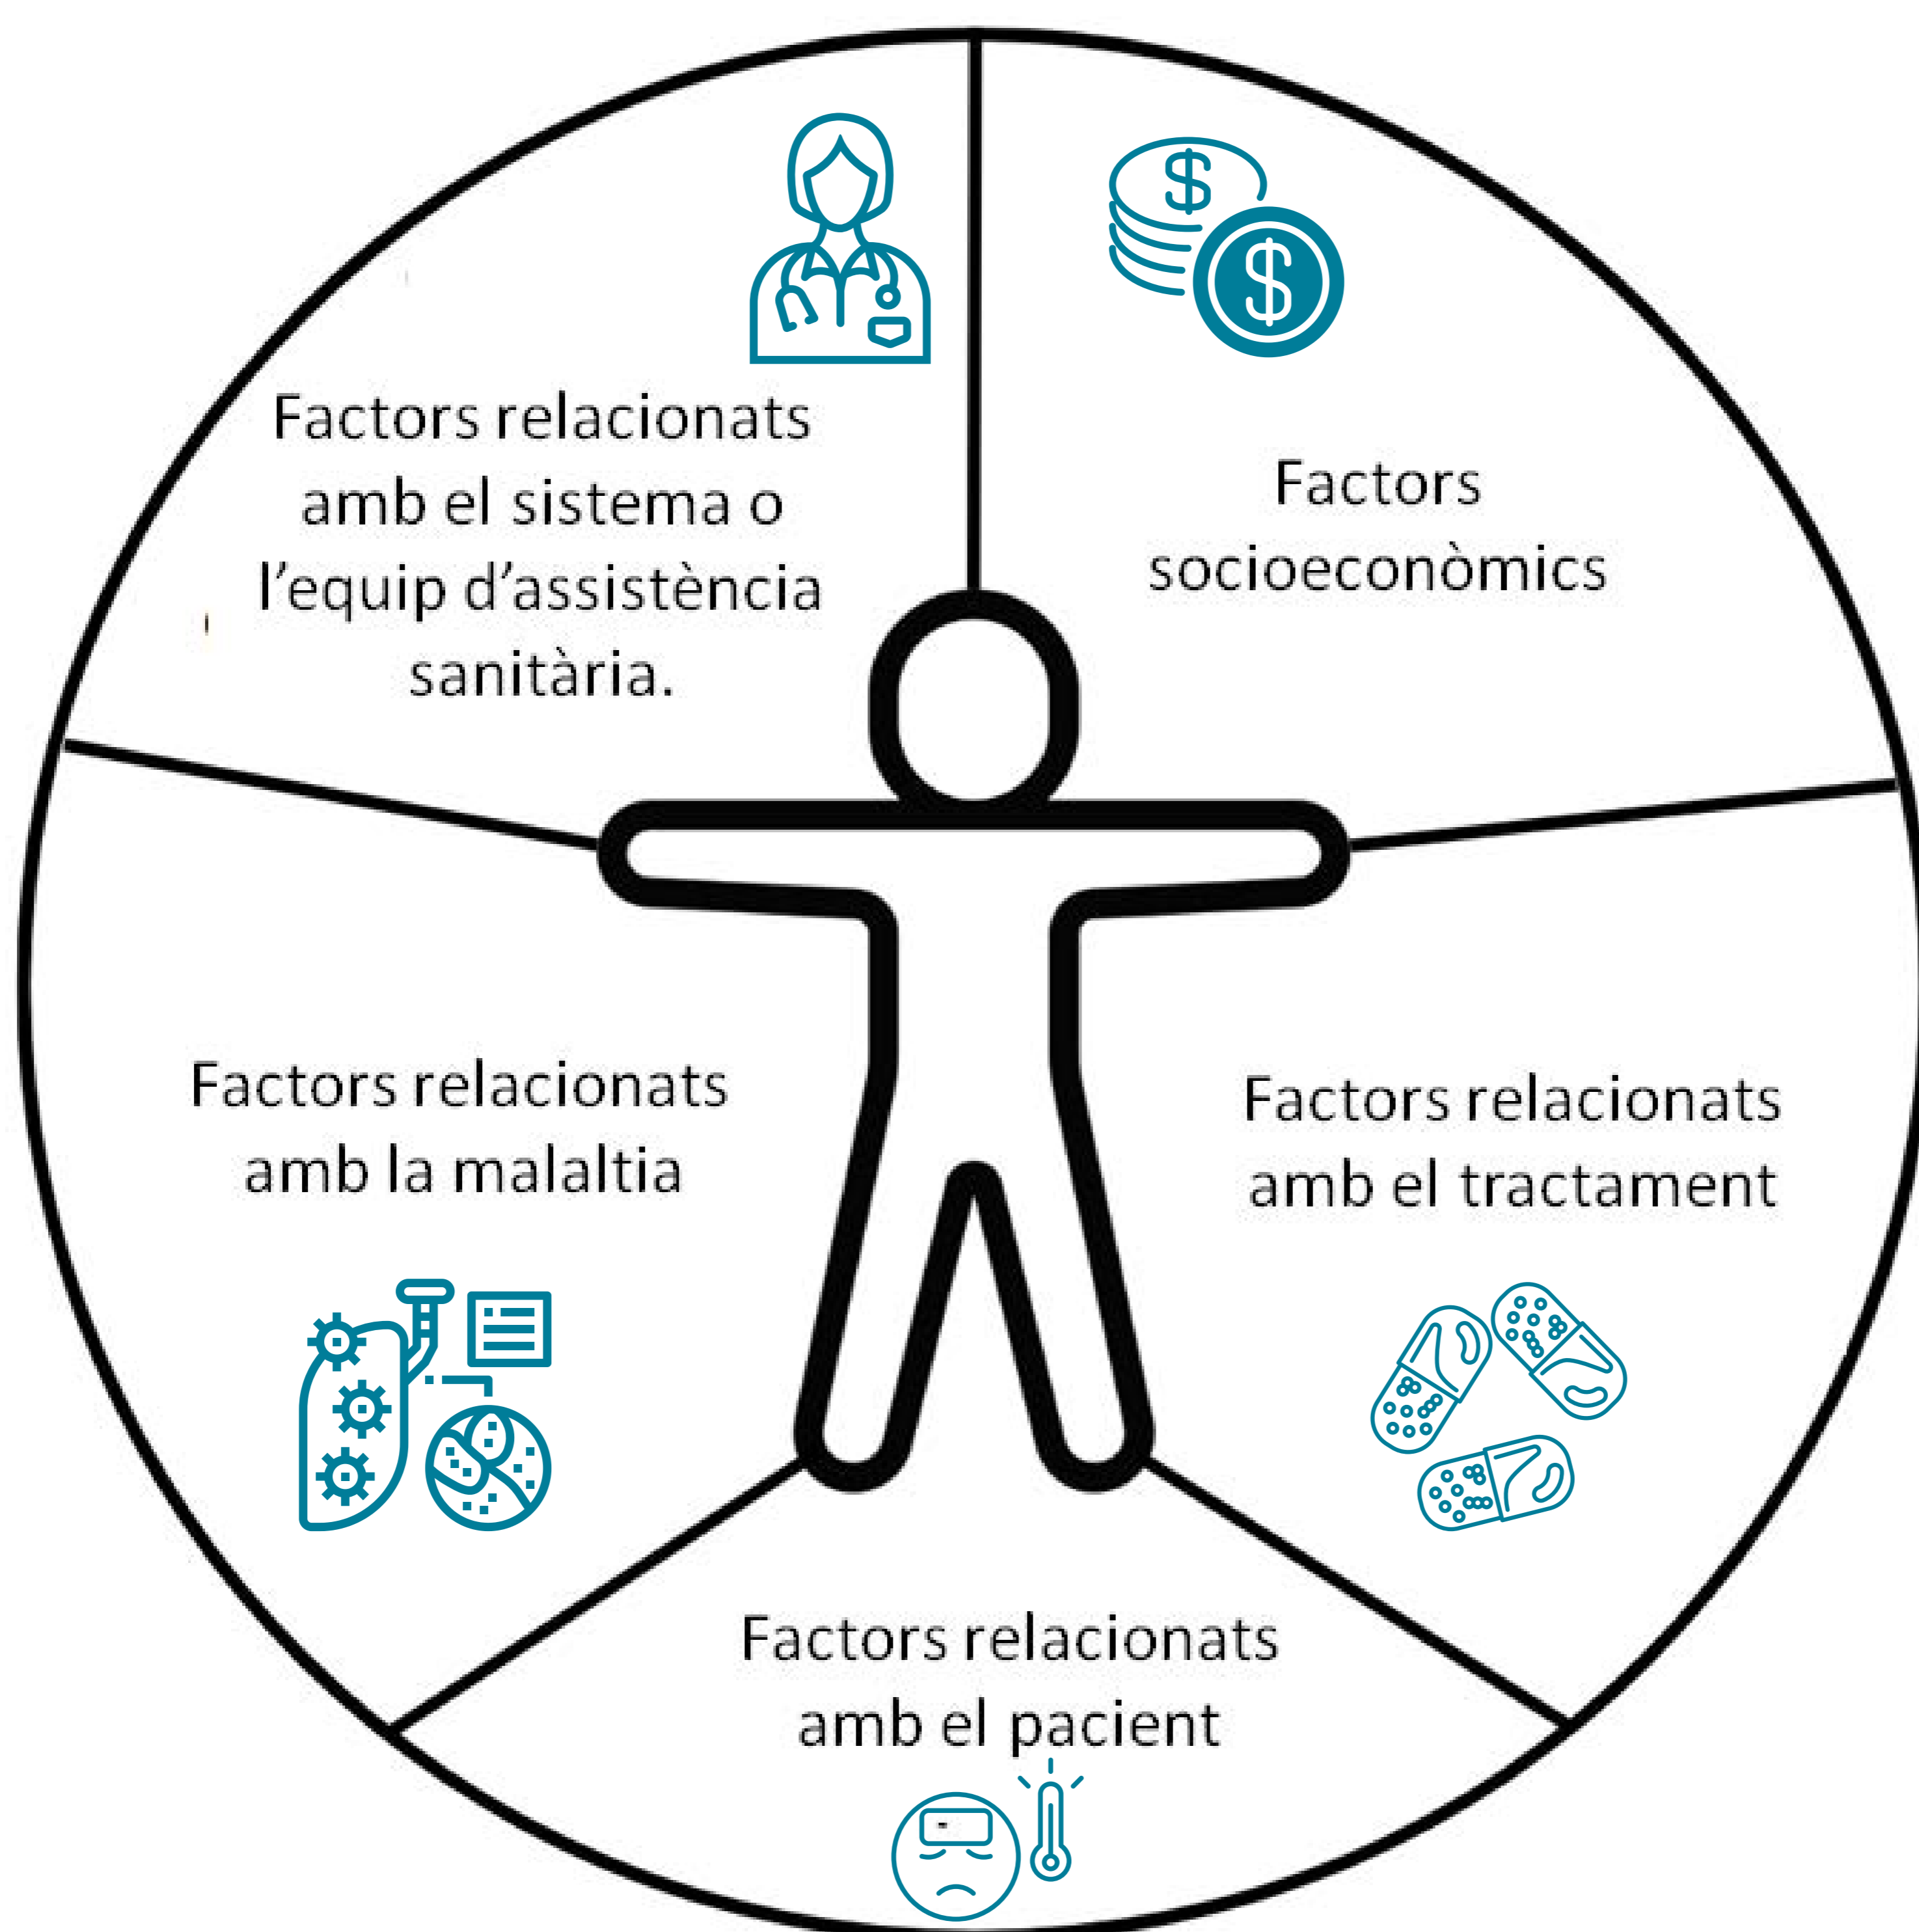 Factors relacionats
amb el sistema o
l’equip d’assistència
sanitària.
Factors
socioeconòmics
Factors relacionats
amb la malaltia
Factors relacionats
amb el tractament
Factors relacionats
amb el pacient